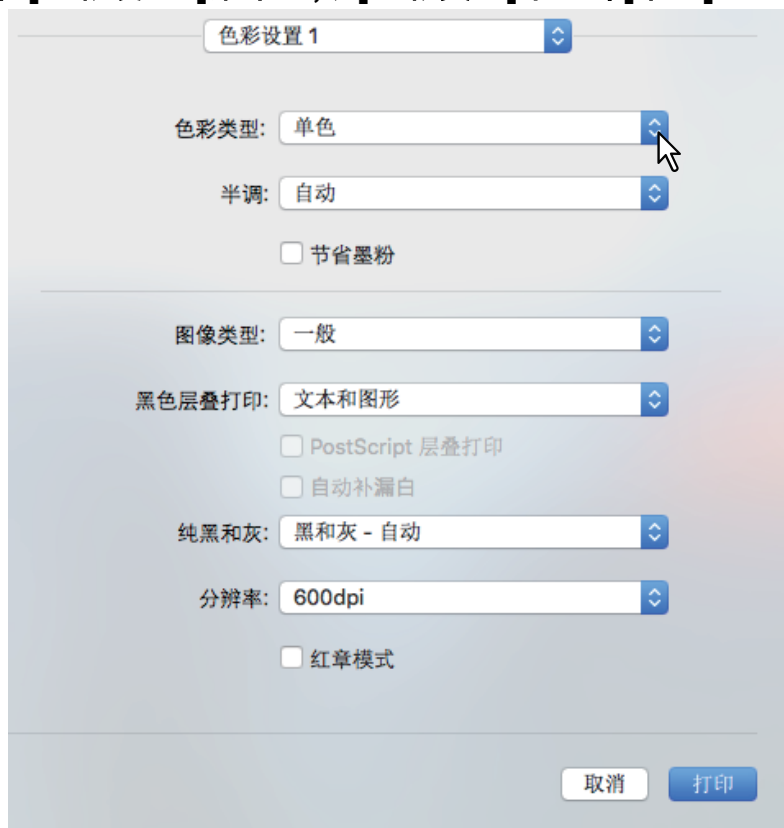 色彩设置 1
色彩类型: 单色
半调: 自动
节省墨粉
图像类型: 一般
黑色层叠打印: 文本和图形
PostScript 层叠打印
自动补漏白
纯黑和灰: 黑和灰 - 自动
分辨率: 600dpi
红章模式
取消 打印